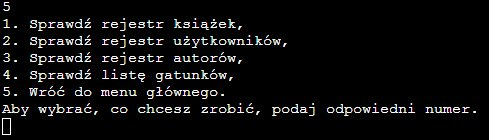 5
1. Sprawdź rejestr książek,
2. Sprawdź rejestr użytkowników,
3. Sprawdź rejestr autorów,
4. Sprawdź listę gatunków,
5. Wróć do menu głównego.
Aby wybrać, co chcesz zrobić, podaj odpowiedni numer.